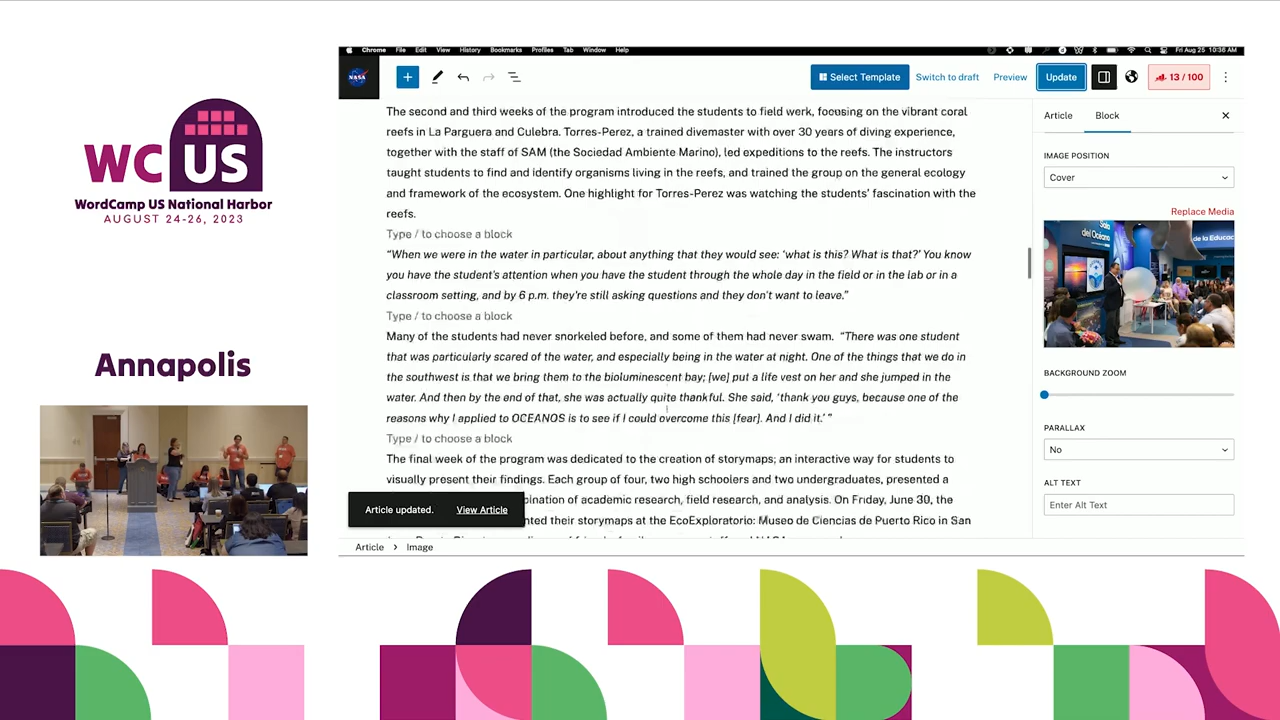 WC US
WordCamp US National Harbor
AUGUST 24-26, 2023
Annapolis
Chrome File Edit View History Bookmarks Profiles Tab Window Help
Fri Aug 25 10:36 AM
NASA
+
Select Template
Switch to draft
Preview
Update
13 / 100
The second and third weeks of the program introduced the students to field work, focusing on the vibrant coral
reefs in La Parguera and Culebra. Torres-Perez, a trained divemaster with over 30 years of diving experience,
together with the staff of SAM (the Sociedad Ambiente Marino), led expeditions to the reefs. The instructors
taught students to find and identify organisms living in the reefs, and trained the group on the general ecology
and framework of the ecosystem. One highlight for Torres-Perez was watching the students’ fascination with the
reefs.
Type / to choose a block
“When we were in the water in particular, about anything that they would see: ‘what is this? What is that?’ You know
you have the student’s attention when you have the student through the whole day in the field or in the lab or in a
classroom setting, and by 6 p.m. they’re still asking questions and they don’t want to leave.”
Type / to choose a block
Many of the students had never snorkeled before, and some of them had never swam. “There was one student
that was particularly scared of the water, and especially being in the water at night. One of the things that we do in
the southwest is that we bring them to the bioluminescent bay; [we] put a life vest on her and she jumped in the
water. And then by the end of that, she was actually quite thankful. She said, ‘thank you guys, because one of the
reasons why I applied to OCEANOS is to see if I could overcome this [fear]. And I did it.’ ”
Type / to choose a block
The final week of the program was dedicated to the creation of storymaps; an interactive way for students to
visually present their findings. Each group of four, two high schoolers and two undergraduates, presented a
bination of academic research, field research, and analysis. On Friday, June 30, the
nted their storymaps at the EcoExploratorio: Museo de Ciencias de Puerto Rico in San
Article updated. View Article
Article > Image
Article Block
IMAGE POSITION
Cover
Replace Media
Sala
del Océano
de la Educac
BACKGROUND ZOOM
PARALLAX
No
ALT TEXT
Enter Alt Text